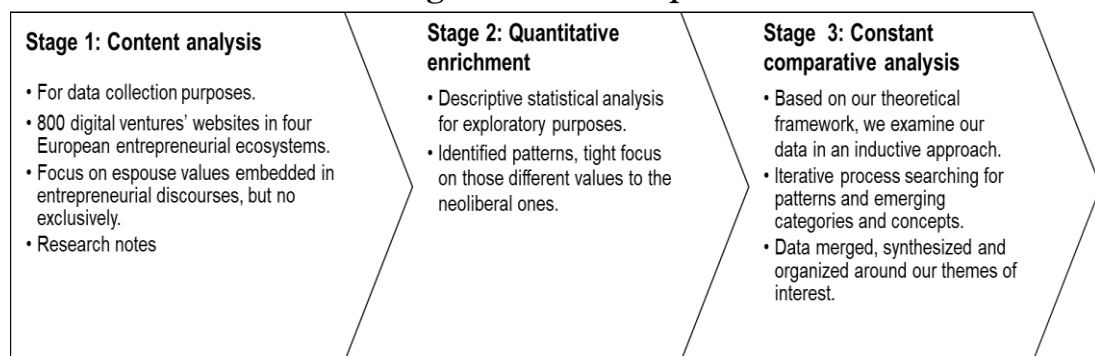 Stage 1: Content analysis
• For data collection purposes.
• 800 digital ventures’ websites in four
European entrepreneurial ecosystems.
• Focus on espouse values embedded in
entrepreneurial discourses, but no
exclusively.
• Research notes
Stage 2: Quantitative
enrichment
• Descriptive statistical analysis
for exploratory purposes.
• Identified patterns, tight focus
on those different values to the
neoliberal ones.
Stage 3: Constant
comparative analysis
• Based on our theoretical
framework, we examine our
data in an inductive approach.
• Iterative process searching for
patterns and emerging
categories and concepts.
• Data merged, synthesized and
organized around our themes of
interest.